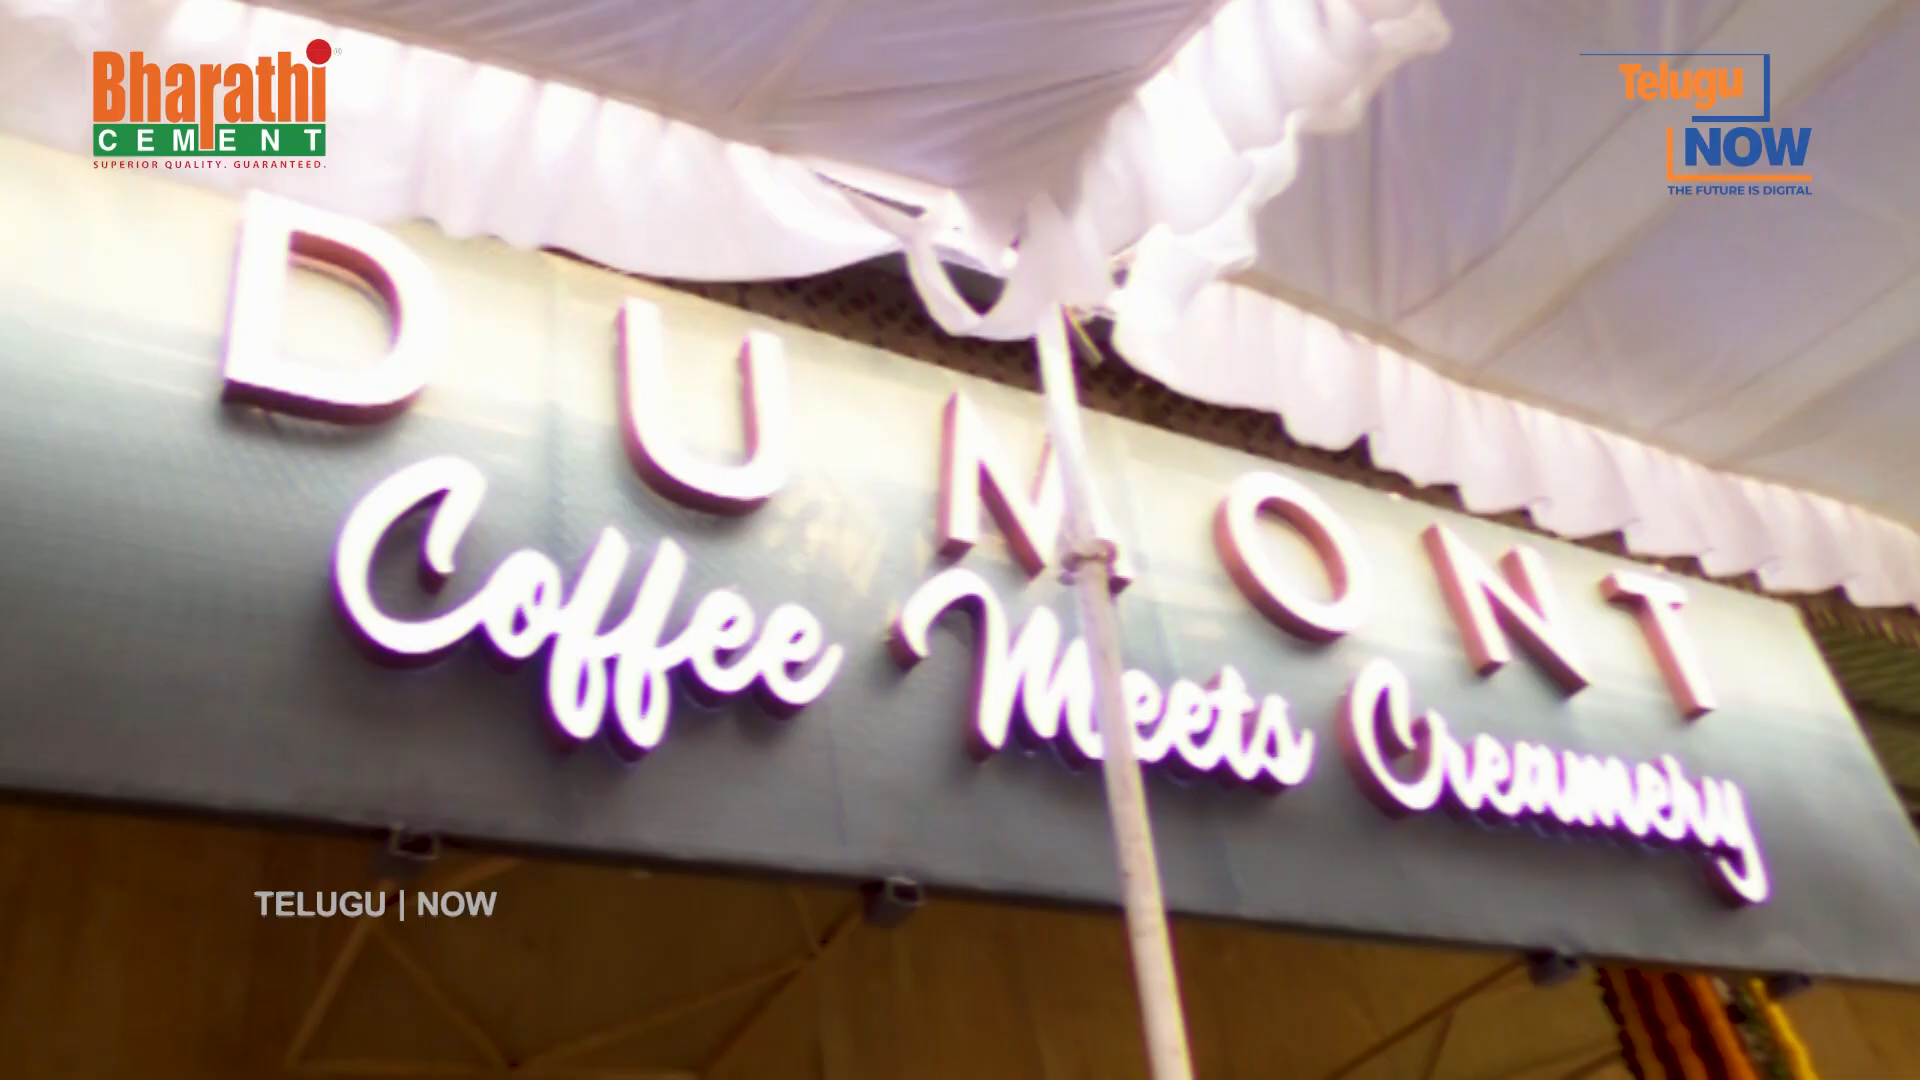 Bharathi
CEMENT
SUPERIOR QUALITY. GUARANTEED.
Telugu
NOW
THE FUTURE IS DIGITAL
DUMONT
Coffee Meets Creamery
TELUGU | NOW